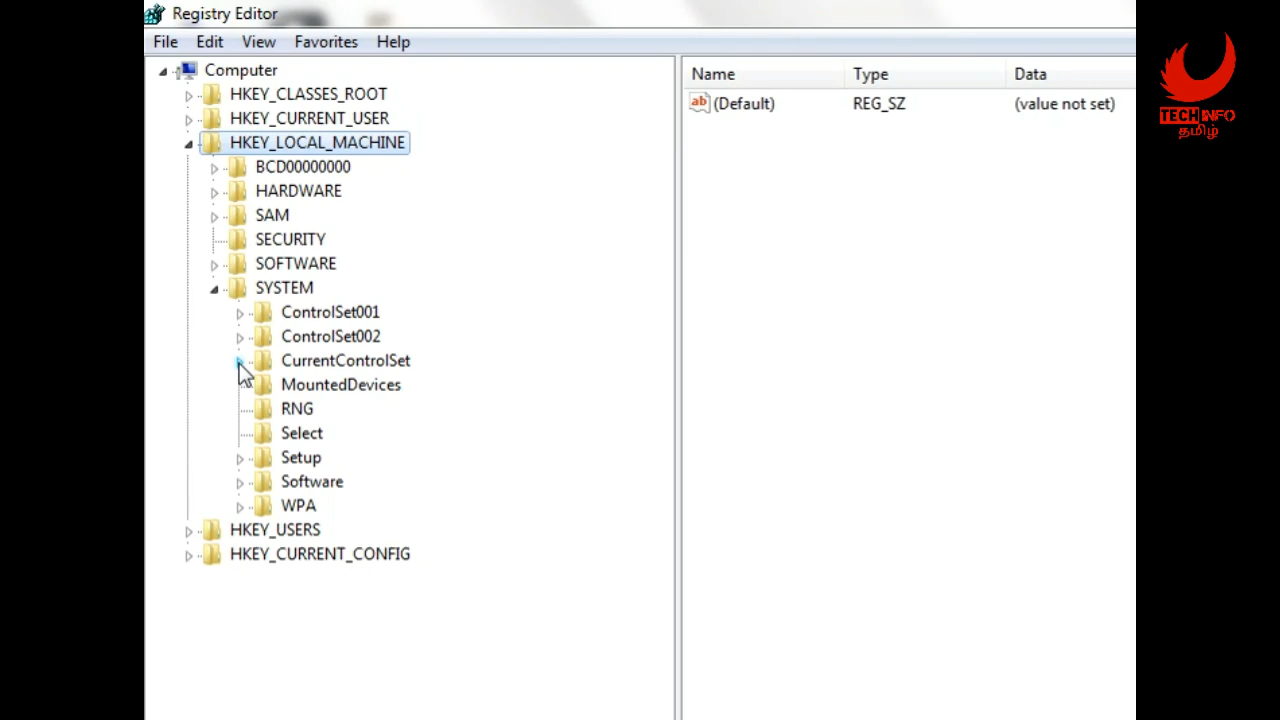 Registry Editor
File Edit View Favorites Help
Computer
HKEY_CLASSES_ROOT
HKEY_CURRENT_USER
HKEY_LOCAL_MACHINE
BCD00000000
HARDWARE
SAM
SECURITY
SOFTWARE
SYSTEM
ControlSet001
ControlSet002
CurrentControlSet
MountedDevices
RNG
Select
Setup
Software
WPA
HKEY_USERS
HKEY_CURRENT_CONFIG
Name Type Data
ab (Default) REG_SZ (value not set)
TECH INFO
தமிழ்